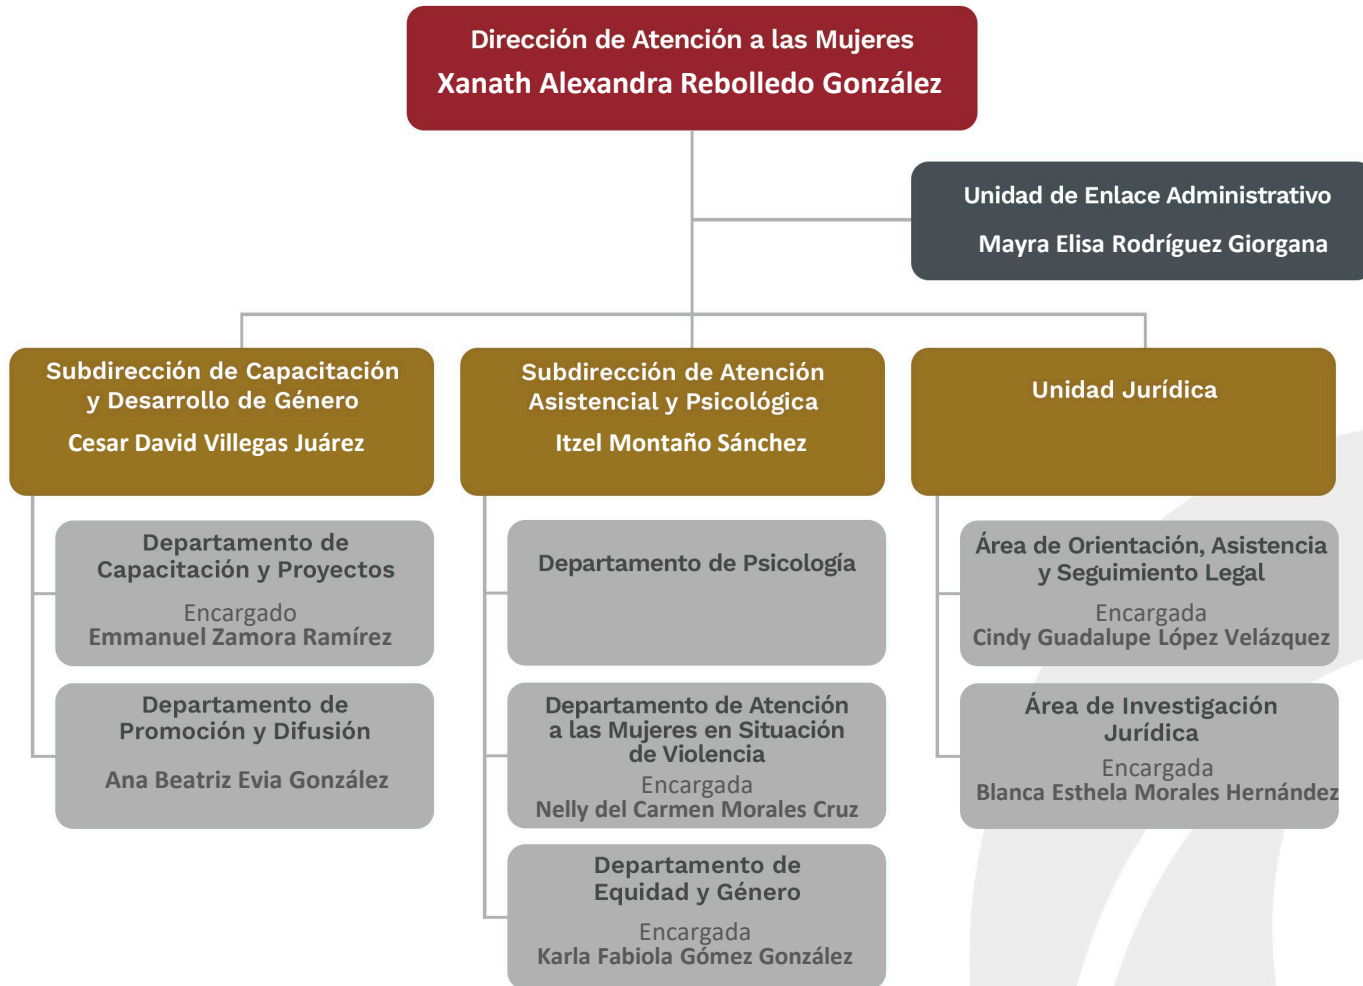 Dirección de Atención a las Mujeres
Xanath Alexandra Rebolledo González
Unidad de Enlace Administrativo
Mayra Elisa Rodríguez Giorgana
Subdirección de Capacitación
y Desarrollo de Género
Cesar David Villegas Juárez
Departamento de
Capacitación y Proyectos
Encargado
Emmanuel Zamora Ramírez
Departamento de
Promoción y Difusión
Ana Beatriz Evia González
Subdirección de Atención
Asistencial y Psicológica
Itzel Montaño Sánchez
Departamento de Psicología
Departamento de Atención
a las Mujeres en Situación
de Violencia
Encargada
Nelly del Carmen Morales Cruz
Departamento de
Equidad y Género
Encargada
Karla Fabiola Gómez González
Unidad Jurídica
Área de Orientación, Asistencia
y Seguimiento Legal
Encargada
Cindy Guadalupe López Velázquez
Área de Investigación
Jurídica
Encargada
Blanca Esthela Morales Hernández